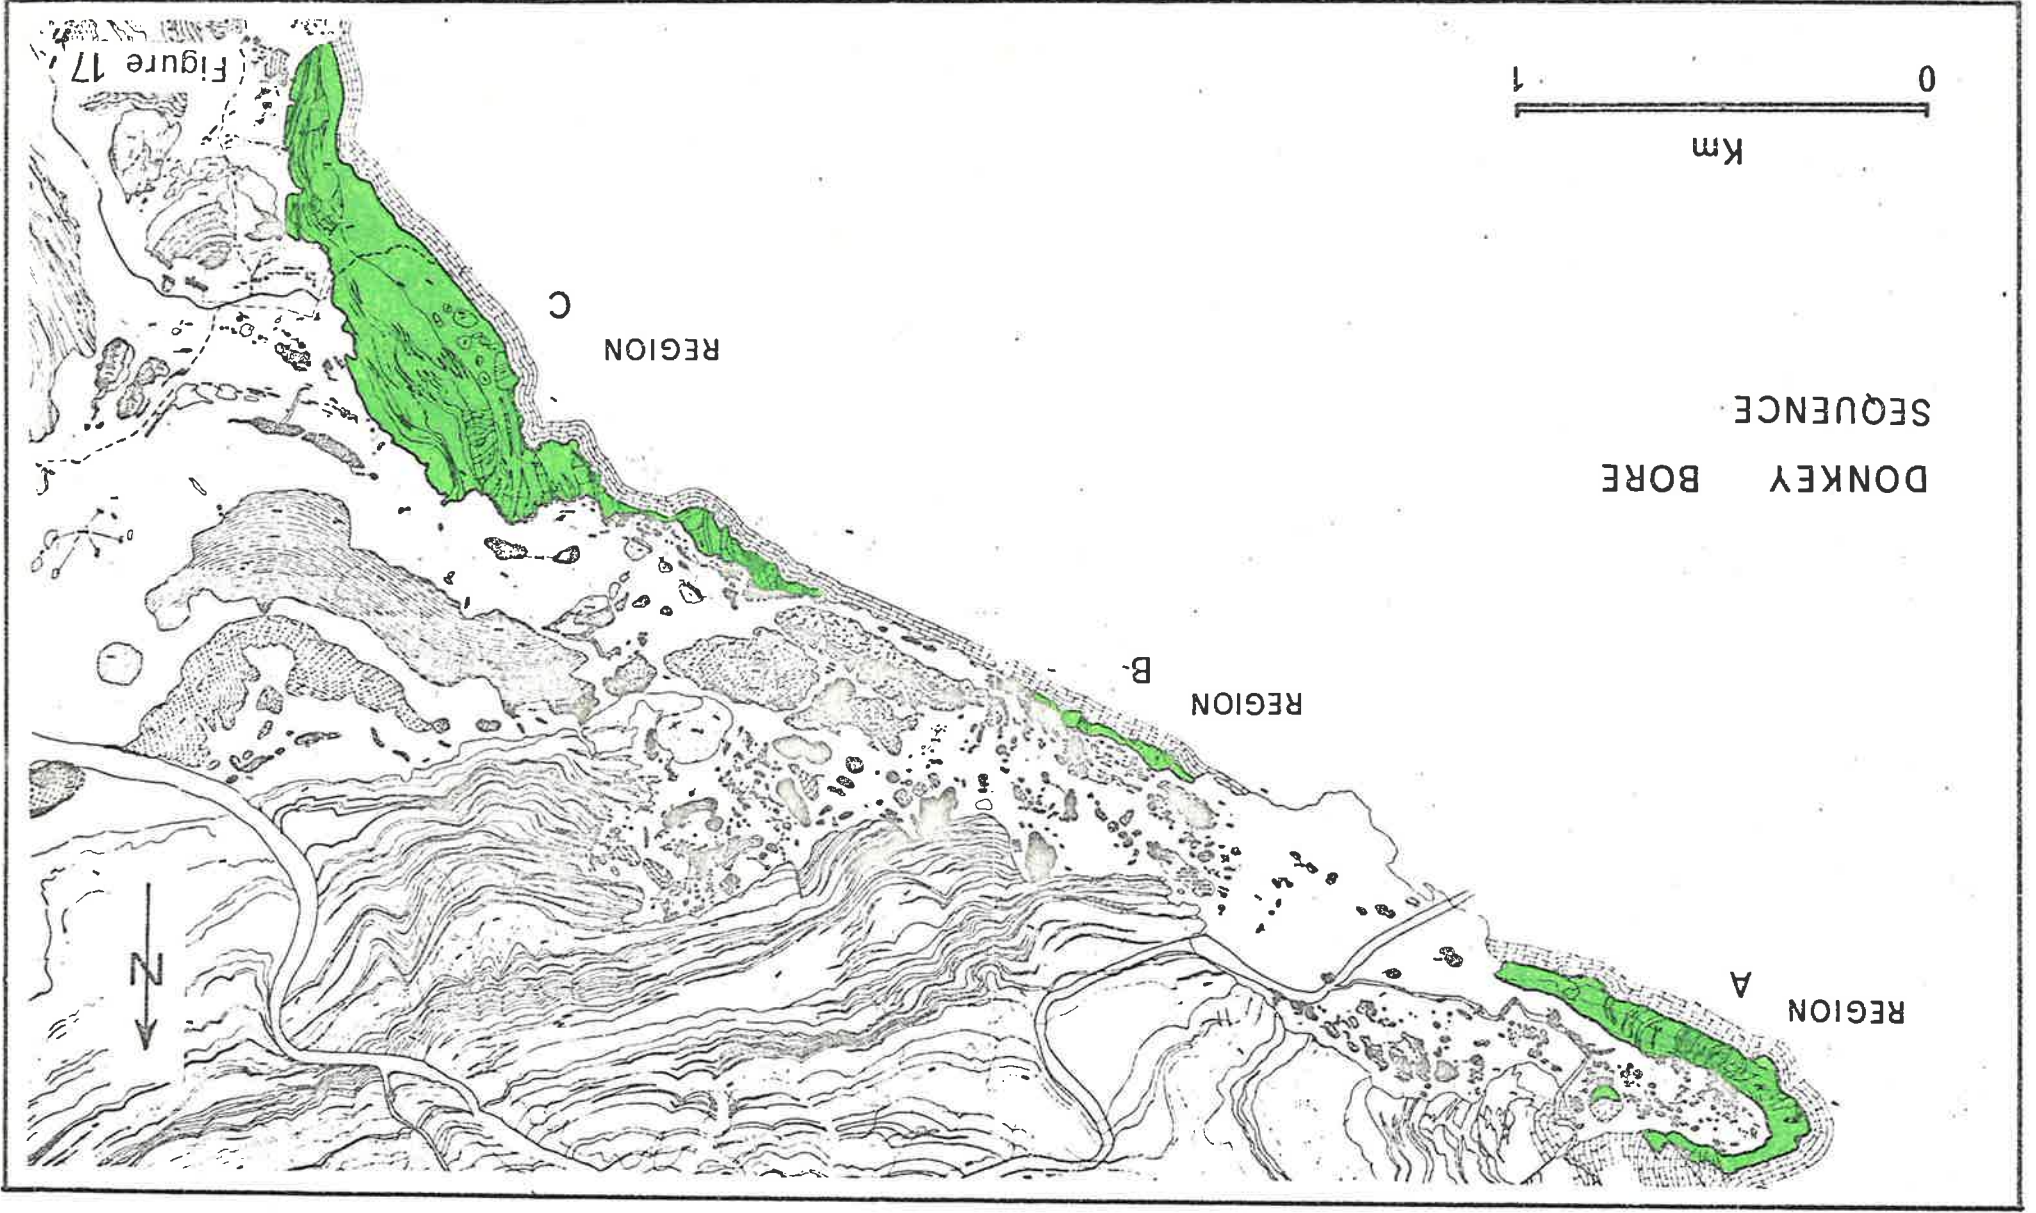 REGION
A
N
REGION
B
DONKEY BORE
SEQUENCE
REGION
C
Km
0 1
Figure 17